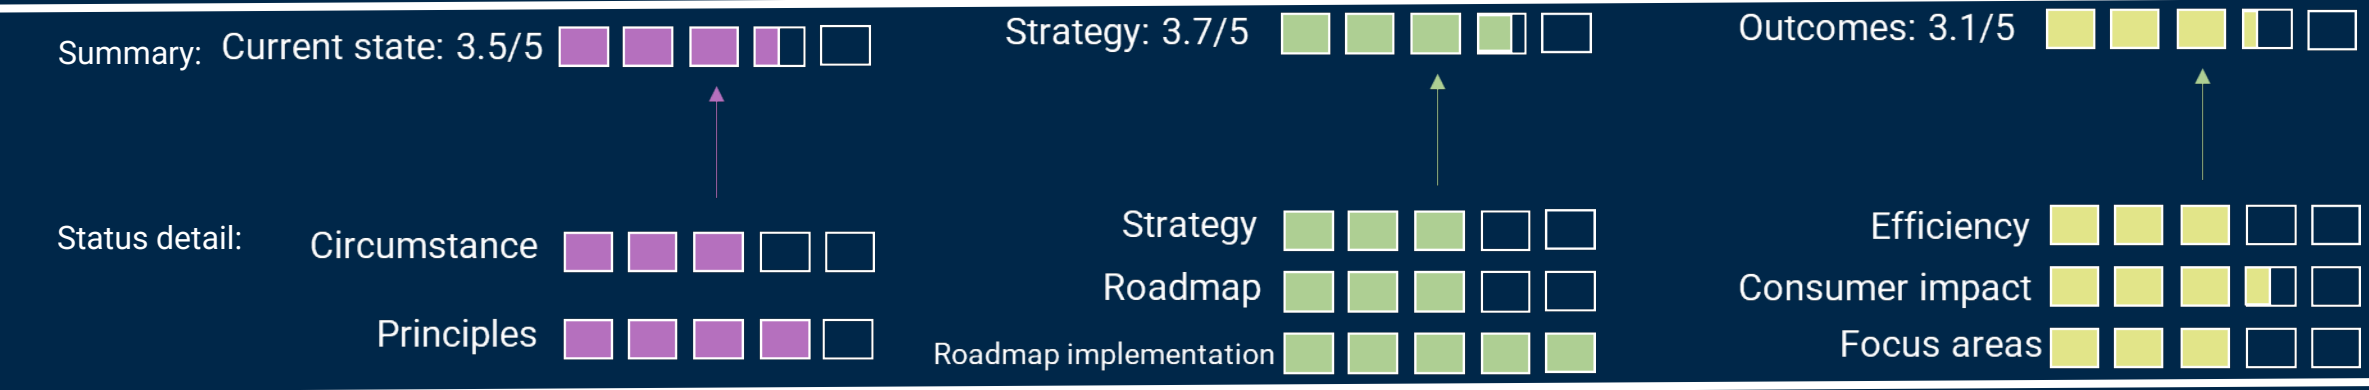 Summary: Current state: 3.5/5
Strategy: 3.7/5
Outcomes: 3.1/5
Status detail:
Circumstance
Principles
Strategy
Roadmap
Roadmap implementation
Efficiency
Consumer impact
Focus areas